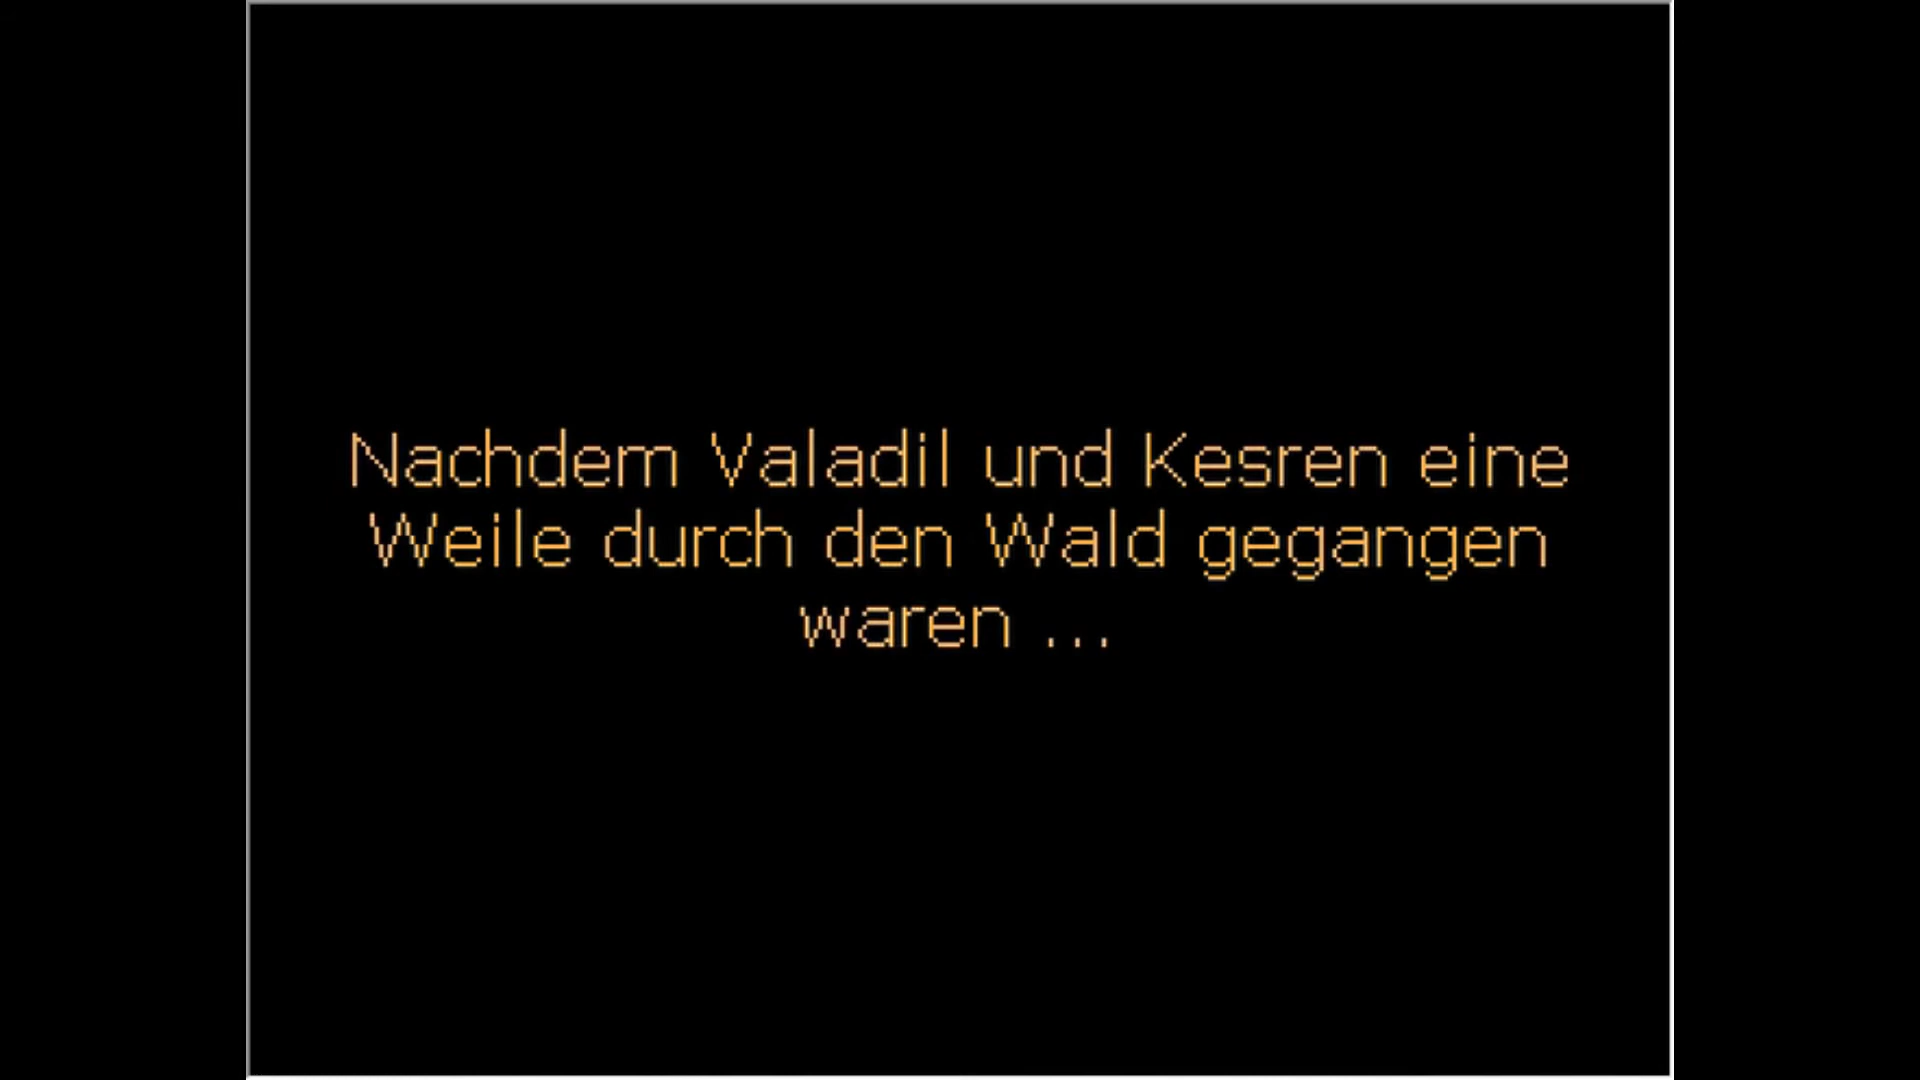 Nachdem Valadil und Kesren eine
Weile durch den Wald gegangen
waren ...